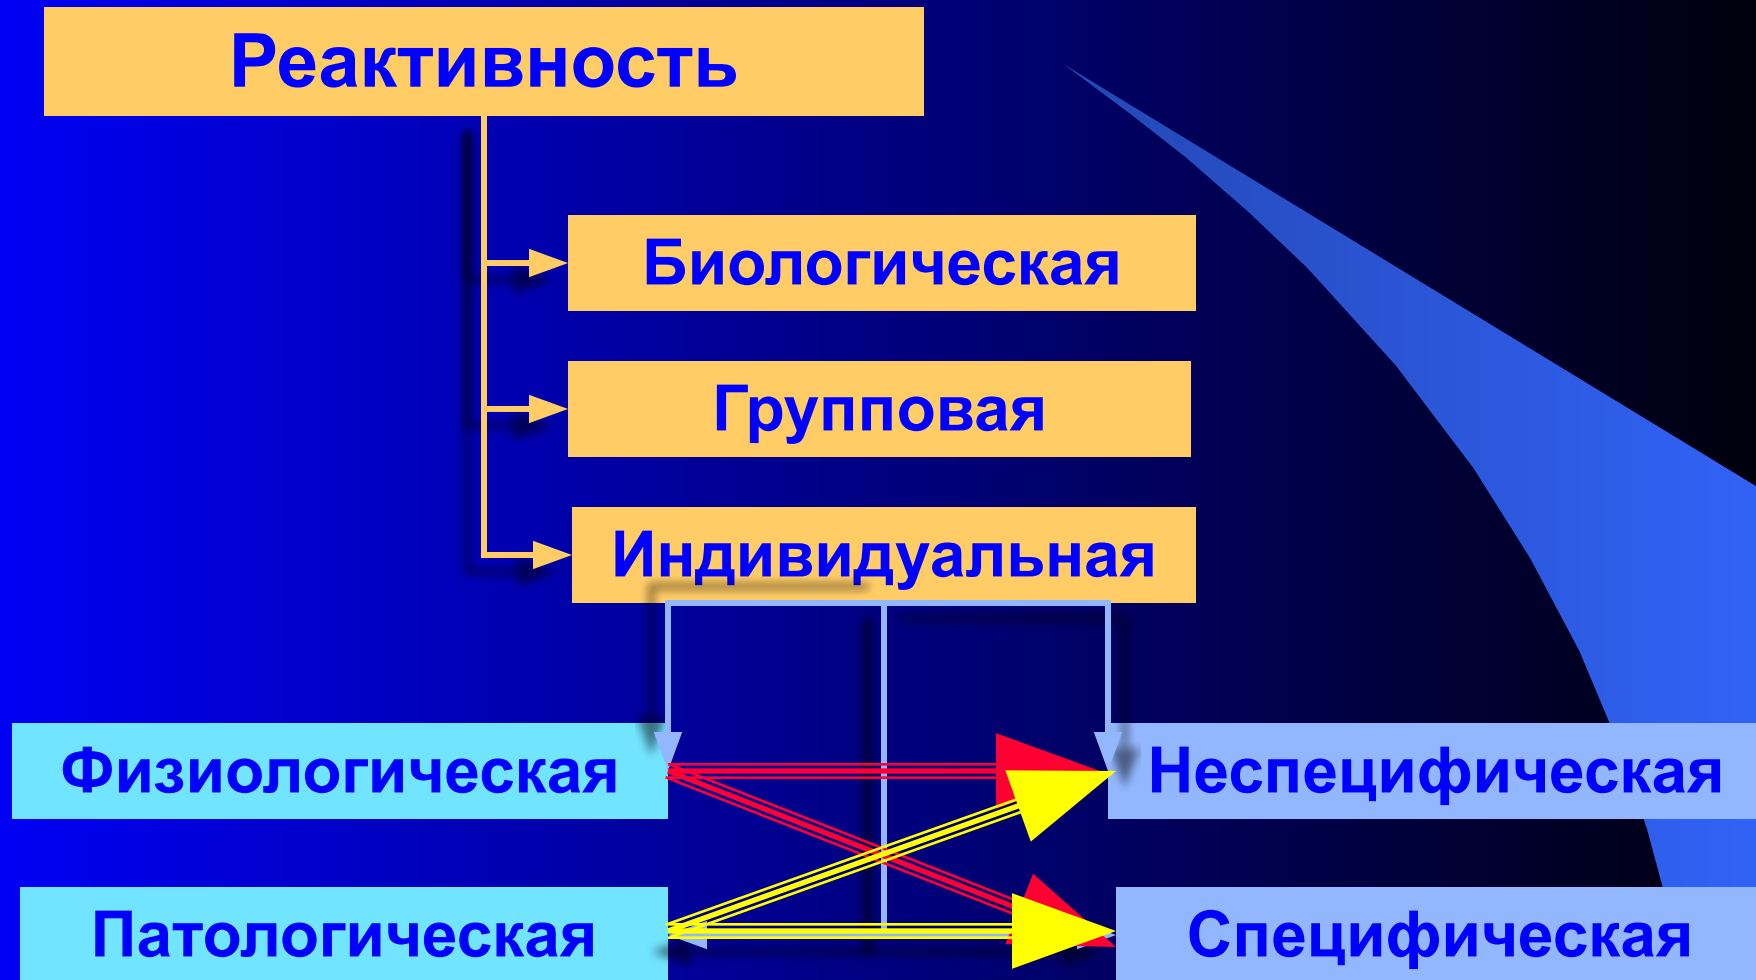 Реактивность
Биологическая
Групповая
Индивидуальная
Физиологическая
Неспецифическая
Патологическая
Специфическая